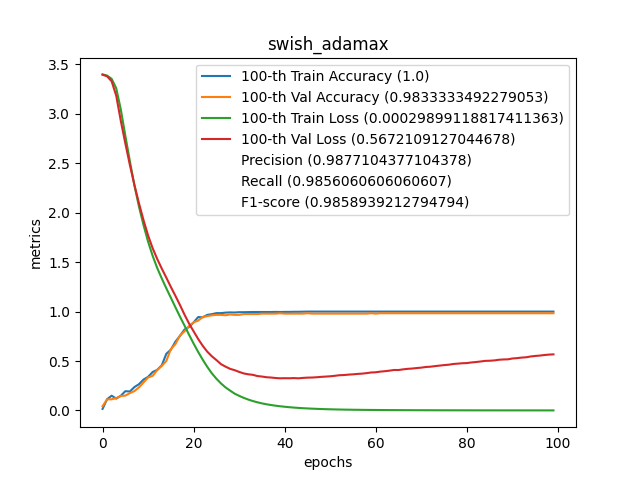 swish_adamax
3.5
3.0
2.5
2.0
1.5
1.0
0.5
0.0
metrics
100-th Train Accuracy (1.0)
100-th Val Accuracy (0.9833333492279053)
100-th Train Loss (0.00029899118817411363)
100-th Val Loss (0.5672109127044678)
Precision (0.9877104377104378)
Recall (0.9856060606060607)
F1-score (0.9858939212794794)
0 20 40 60 80 100
epochs